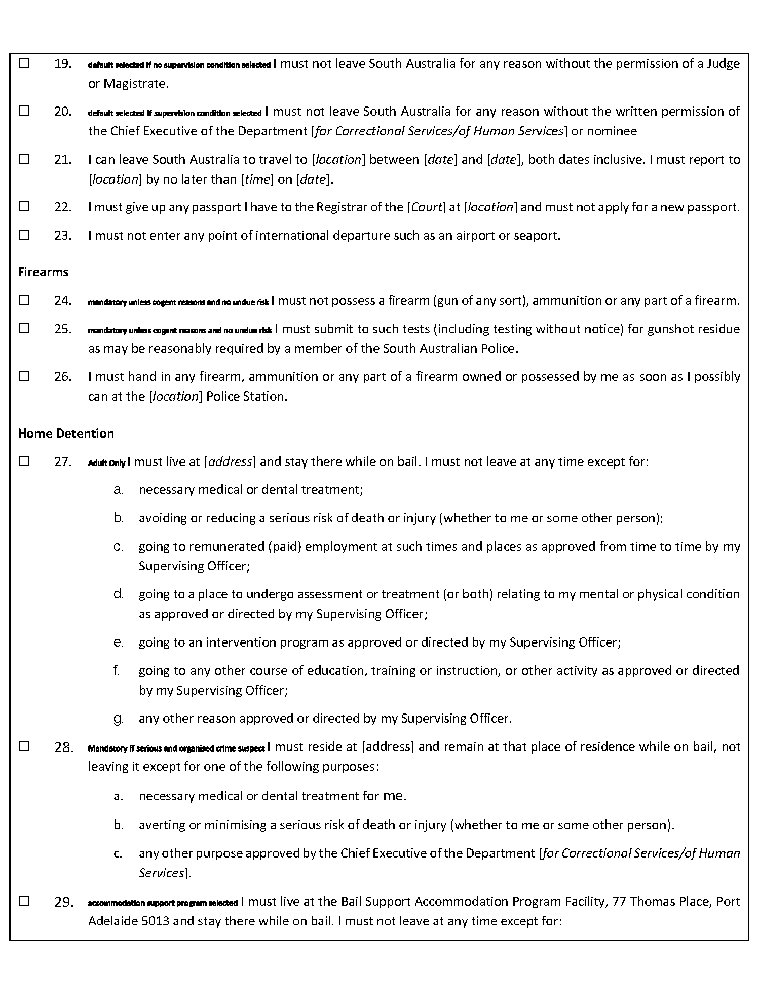 ☐ 19. default selected if no supervision condition selected I must not leave South Australia for any reason without the permission of a Judge
or Magistrate.
☐ 20. default selected if supervision condition selected I must not leave South Australia for any reason without the written permission of
the Chief Executive of the Department [for Correctional Services/of Human Services] or nominee
☐ 21. I can leave South Australia to travel to [location] between [date] and [date], both dates inclusive. I must report to
[location] by no later than [time] on [date].
☐ 22. I must give up any passport I have to the Registrar of the [Court] at [location] and must not apply for a new passport.
☐ 23. I must not enter any point of international departure such as an airport or seaport.
Firearms
☐ 24. mandatory unless cogent reasons and no undue risk I must not possess a firearm (gun of any sort), ammunition or any part of a firearm.
☐ 25. mandatory unless cogent reasons and no undue risk I must submit to such tests (including testing without notice) for gunshot residue
as may be reasonably required by a member of the South Australian Police.
☐ 26. I must hand in any firearm, ammunition or any part of a firearm owned or possessed by me as soon as I possibly
can at the [location] Police Station.
Home Detention
☐ 27. Adult Only I must live at [address] and stay there while on bail. I must not leave at any time except for:
a. necessary medical or dental treatment;
b. avoiding or reducing a serious risk of death or injury (whether to me or some other person);
c. going to remunerated (paid) employment at such times and places as approved from time to time by my
Supervising Officer;
d. going to a place to undergo assessment or treatment (or both) relating to my mental or physical condition
as approved or directed by my Supervising Officer;
e. going to an intervention program as approved or directed by my Supervising Officer;
f. going to any other course of education, training or instruction, or other activity as approved or directed
by my Supervising Officer;
g. any other reason approved or directed by my Supervising Officer.
☐ 28. Mandatory if serious and organised crime suspect I must reside at [address] and remain at that place of residence while on bail, not
leaving it except for one of the following purposes:
a. necessary medical or dental treatment for me.
b. averting or minimising a serious risk of death or injury (whether to me or some other person).
c. any other purpose approved by the Chief Executive of the Department [for Correctional Services/of Human
Services].
☐ 29. accommodation support program selected I must live at the Bail Support Accommodation Program Facility, 77 Thomas Place, Port
Adelaide 5013 and stay there while on bail. I must not leave at any time except for: